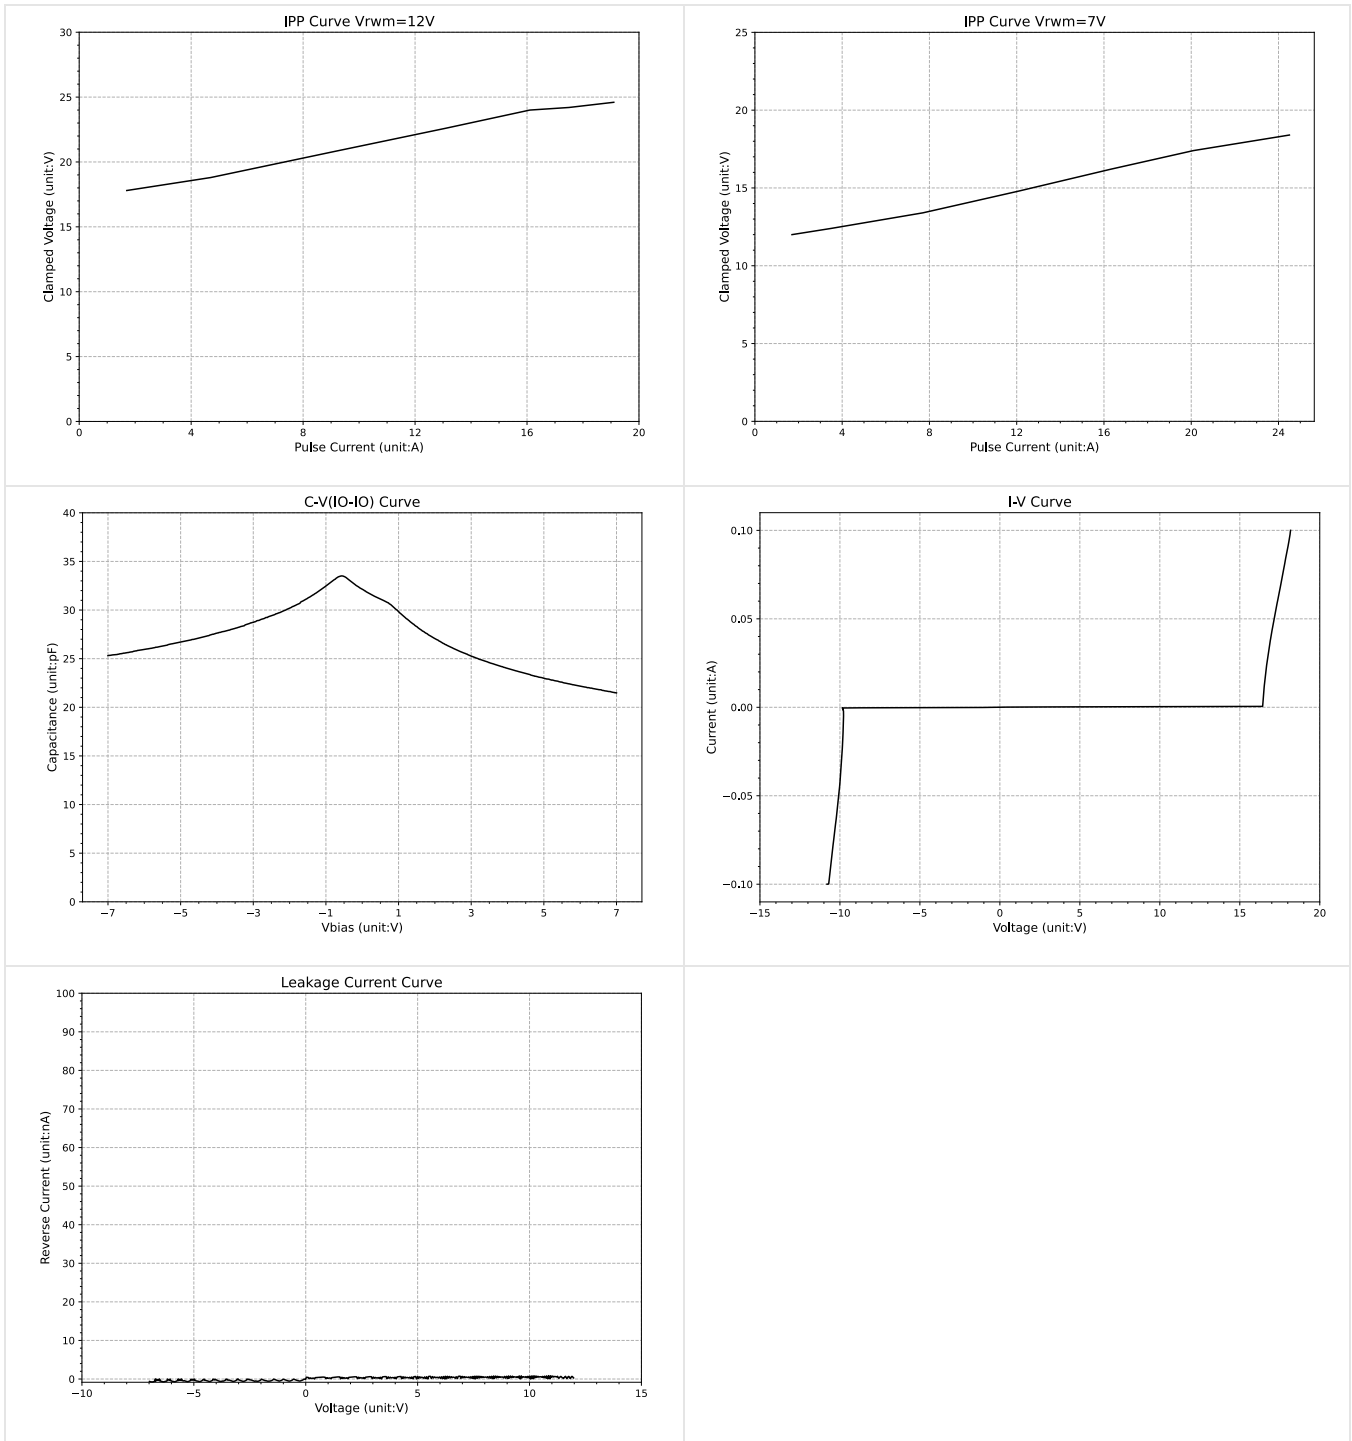 IPP Curve Vrwm=12V
30
25
20
15
10
5
0
Clamped Voltage (unit:V)
0 4 8 12 16 20
Pulse Current (unit:A)
IPP Curve Vrwm=7V
25
20
15
10
5
0
Clamped Voltage (unit:V)
0 4 8 12 16 20 24
Pulse Current (unit:A)
C-V(IO-IO) Curve
40
35
30
25
20
15
10
5
0
Capacitance (unit:pF)
−7 −5 −3 −1 1 3 5 7
Vbias (unit:V)
I-V Curve
0.10
0.05
0.00
−0.05
−0.10
Current (unit:A)
−15 −10 −5 0 5 10 15 20
Voltage (unit:V)
Leakage Current Curve
100
90
80
70
60
50
40
30
20
10
0
Reverse Current (unit:nA)
−10 −5 0 5 10 15
Voltage (unit:V)